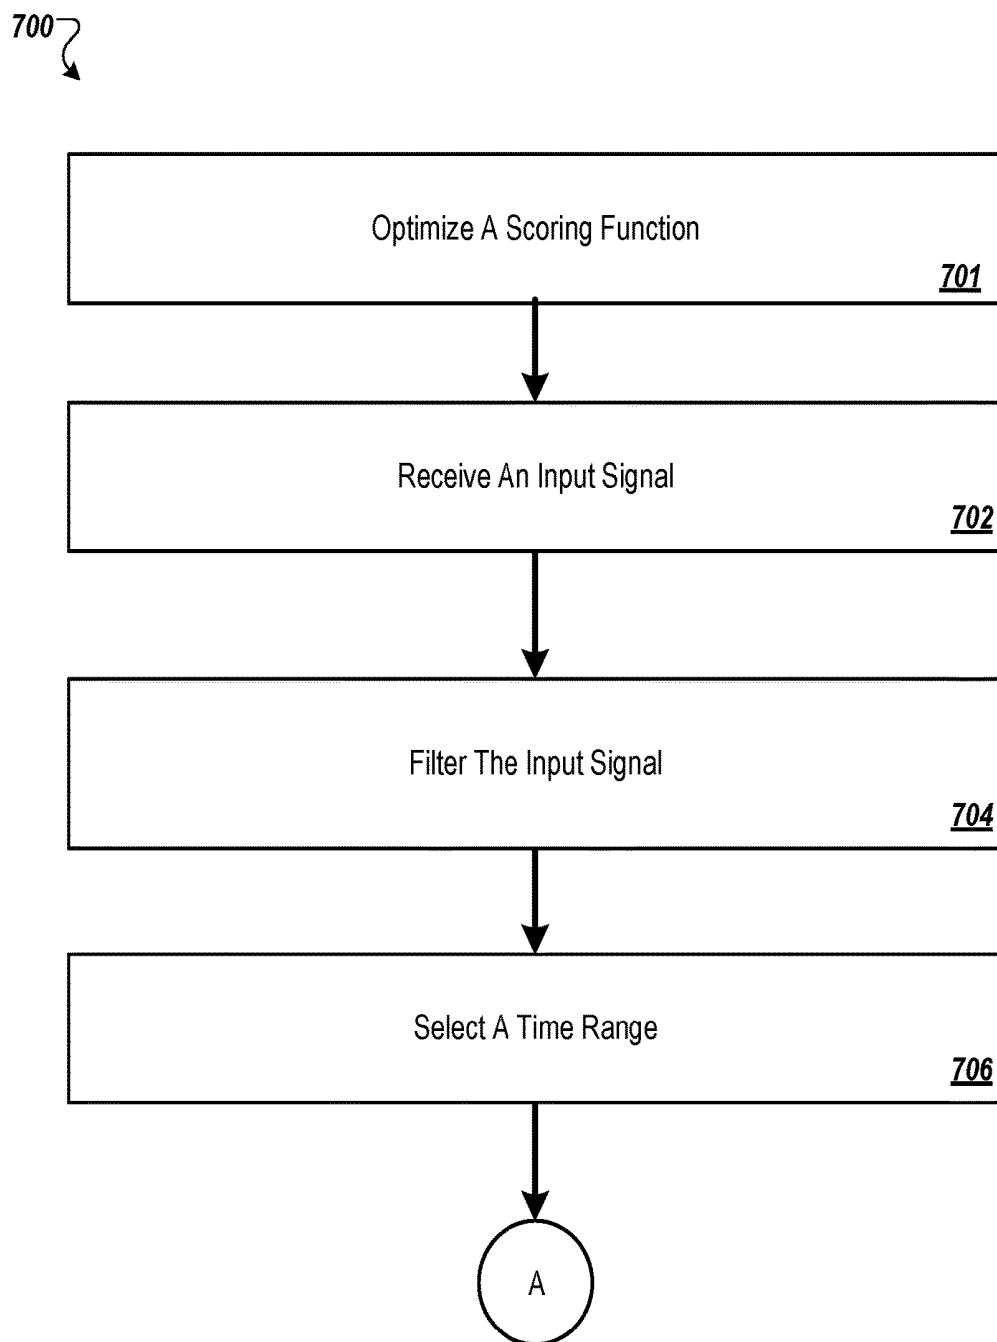 700
Optimize A Scoring Function
701
Receive An Input Signal
702
Filter The Input Signal
704
Select A Time Range
706
A